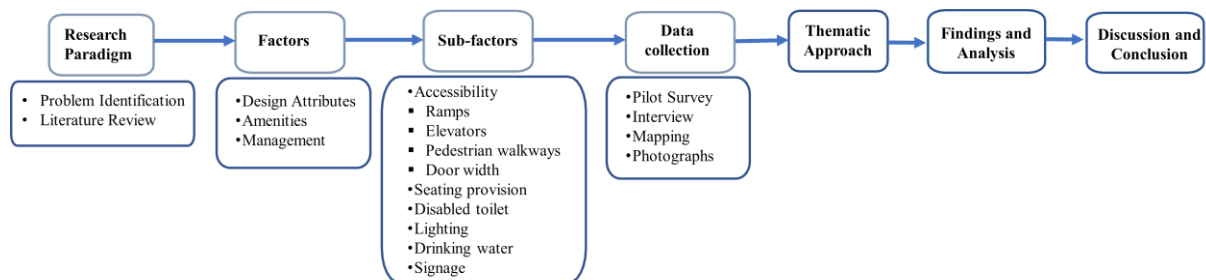 Research
Paradigm
Factors
Sub-factors
Data
collection
Thematic
Approach
Findings and
Analysis
Discussion and
Conclusion
• Problem Identification
• Literature Review
•Design Attributes
•Amenities
•Management
•Accessibility
▪ Ramps
▪ Elevators
▪ Pedestrian walkways
▪ Door width
•Seating provision
•Disabled toilet
•Lighting
•Drinking water
•Signage
•Pilot Survey
•Interview
•Mapping
•Photographs